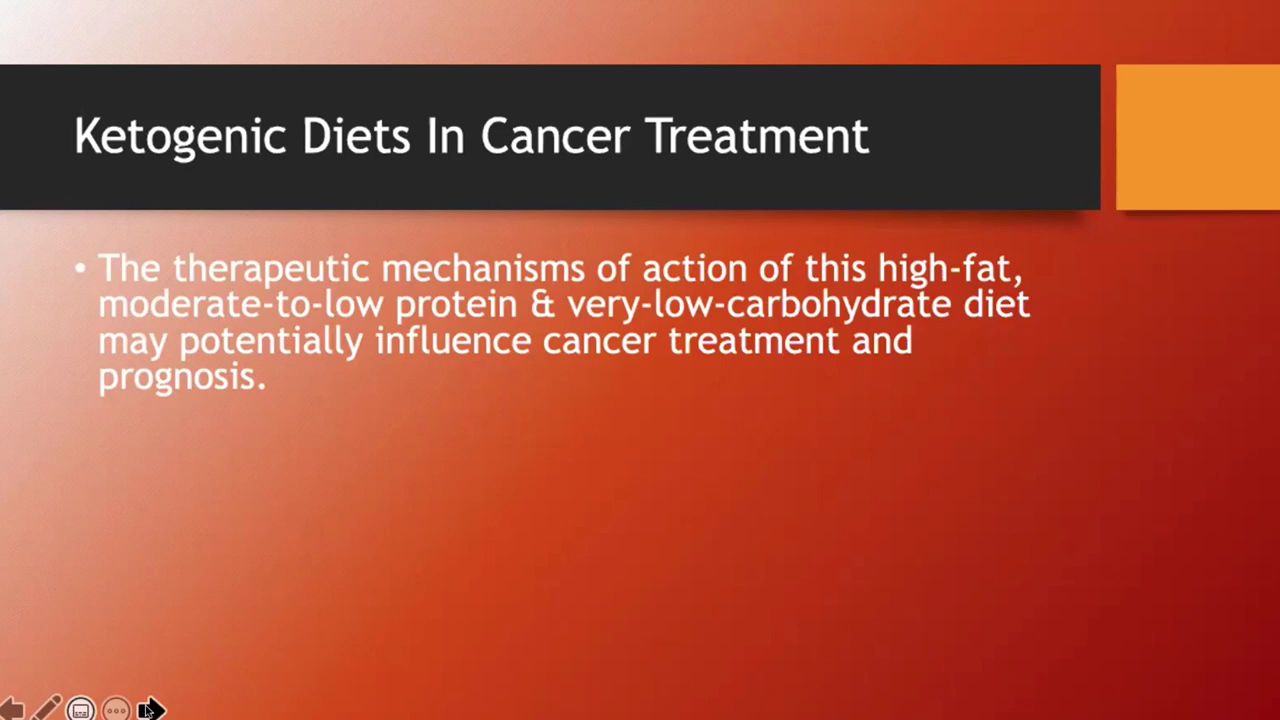 Ketogenic Diets In Cancer Treatment
• The therapeutic mechanisms of action of this high-fat,
moderate-to-low protein & very-low-carbohydrate diet
may potentially influence cancer treatment and
prognosis.